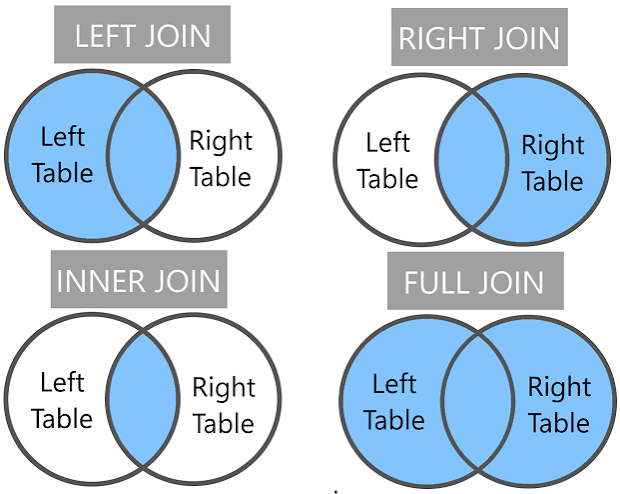 LEFT JOIN
Left
Table
Right
Table
RIGHT JOIN
Left
Table
Right
Table
INNER JOIN
Left
Table
Right
Table
FULL JOIN
Left
Table
Right
Table
.